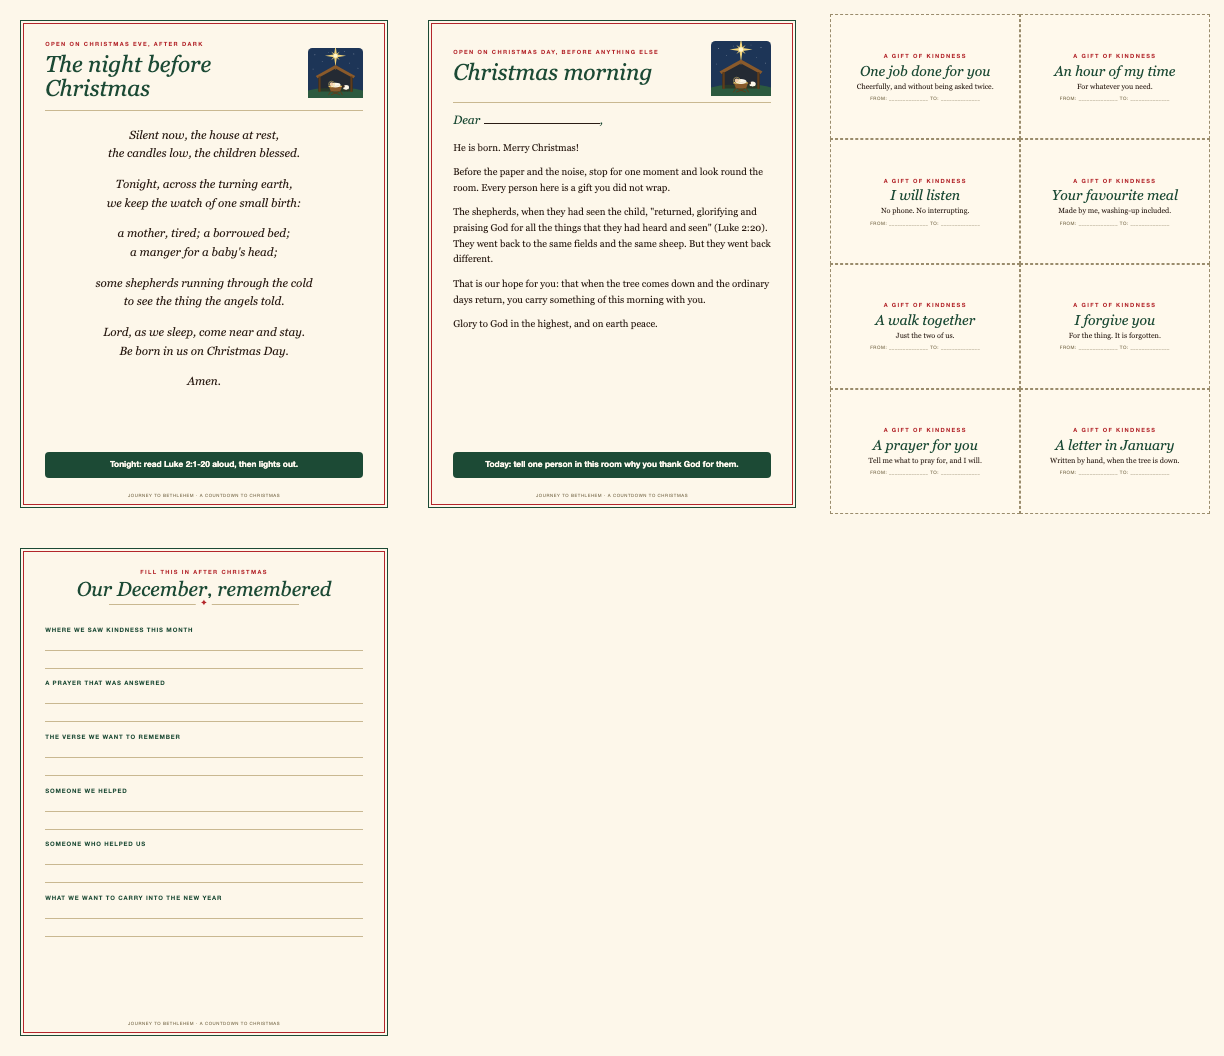 OPEN ON CHRISTMAS EVE, AFTER DARK
The night before
Christmas
Silent now, the house at rest,
the candles low, the children blessed.
Tonight, across the turning earth,
we keep the watch of one small birth:
a mother, tired; a borrowed bed;
a manger for a baby's head;
some shepherds running through the cold
to see the thing the angels told.
Lord, as we sleep, come near and stay.
Be born in us on Christmas Day.
Amen.
Tonight: read Luke 2:1-20 aloud, then lights out.
JOURNEY TO BETHLEHEM · A COUNTDOWN TO CHRISTMAS
OPEN ON CHRISTMAS DAY, BEFORE ANYTHING ELSE
Christmas morning
Dear ____________________,
He is born. Merry Christmas!
Before the paper and the noise, stop for one moment and look round the
room. Every person here is a gift you did not wrap.
The shepherds, when they had seen the child, "returned, glorifying and
praising God for all the things that they had heard and seen" (Luke 2:20).
They went back to the same fields and the same sheep. But they went back
different.
That is our hope for you: that when the tree comes down and the ordinary
days return, you carry something of this morning with you.
Glory to God in the highest, and on earth peace.
Today: tell one person in this room why you thank God for them.
JOURNEY TO BETHLEHEM · A COUNTDOWN TO CHRISTMAS
A GIFT OF KINDNESS
One job done for you
Cheerfully, and without being asked twice.
FROM: ______________ TO: ______________
A GIFT OF KINDNESS
An hour of my time
For whatever you need.
FROM: ______________ TO: ______________
A GIFT OF KINDNESS
I will listen
No phone. No interrupting.
FROM: ______________ TO: ______________
A GIFT OF KINDNESS
Your favourite meal
Made by me, washing-up included.
FROM: ______________ TO: ______________
A GIFT OF KINDNESS
A walk together
Just the two of us.
FROM: ______________ TO: ______________
A GIFT OF KINDNESS
I forgive you
For the thing. It is forgotten.
FROM: ______________ TO: ______________
A GIFT OF KINDNESS
A prayer for you
Tell me what to pray for, and I will.
FROM: ______________ TO: ______________
A GIFT OF KINDNESS
A letter in January
Written by hand, when the tree is down.
FROM: ______________ TO: ______________
FILL THIS IN AFTER CHRISTMAS
Our December, remembered
WHERE WE SAW KINDNESS THIS MONTH
A PRAYER THAT WAS ANSWERED
THE VERSE WE WANT TO REMEMBER
SOMEONE WE HELPED
SOMEONE WHO HELPED US
WHAT WE WANT TO CARRY INTO THE NEW YEAR
JOURNEY TO BETHLEHEM · A COUNTDOWN TO CHRISTMAS